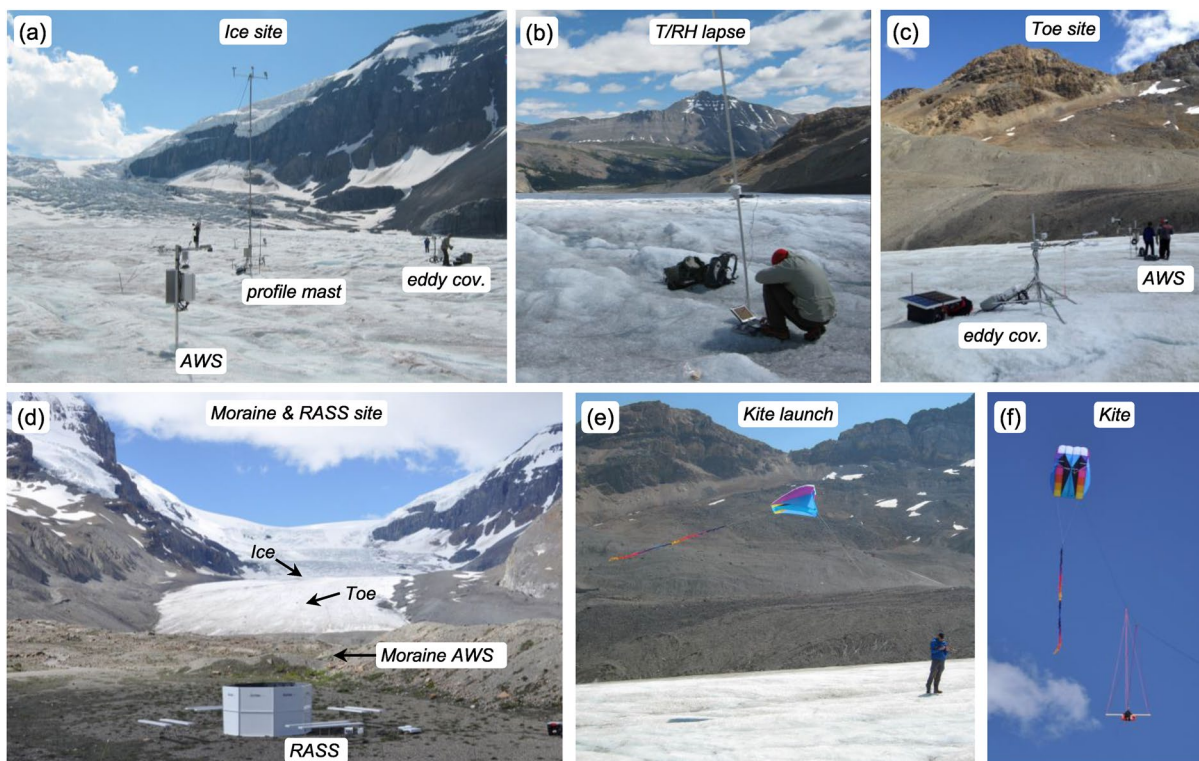 (a)
Ice site
profile mast
eddy cov.
AWS
(b)
T/RH lapse
(c)
Toe site
AWS
eddy cov.
(d)
Moraine & RASS site
Ice
Toe
Moraine AWS
RASS
(e)
Kite launch
(f)
Kite